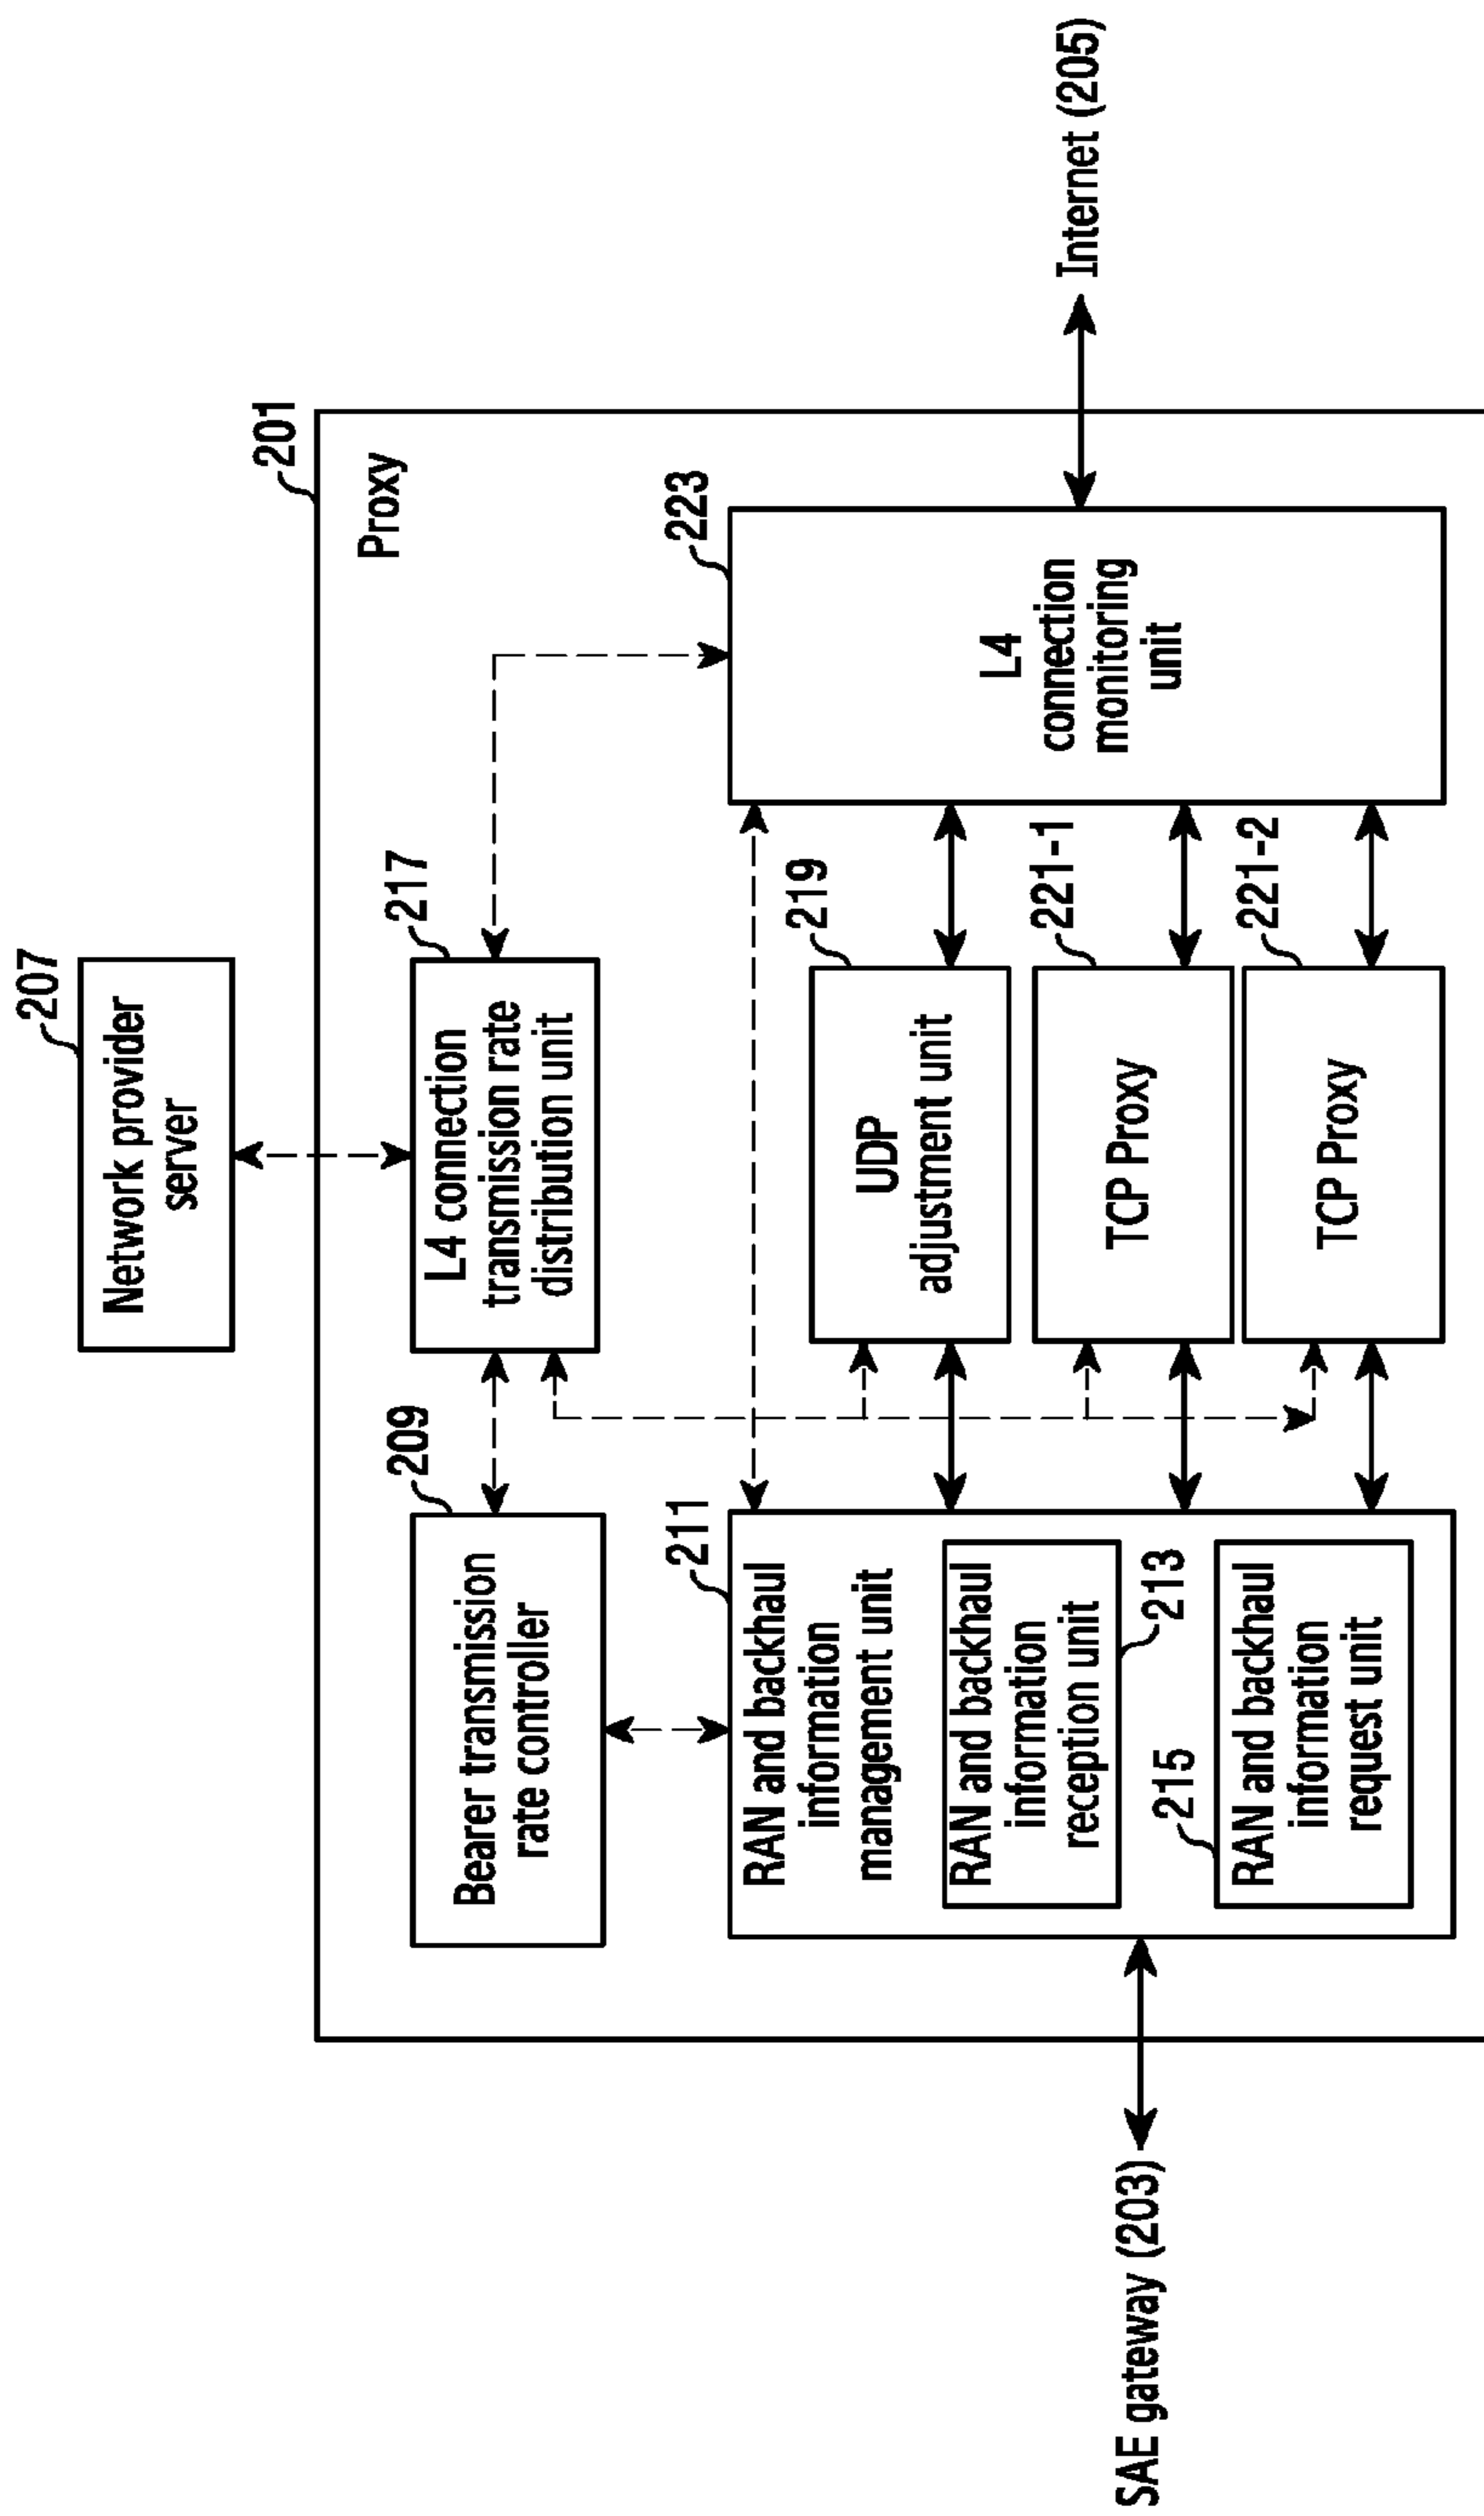 207
Network provider
server
201
Proxy
209
Bearer transmission
rate controller
217
L4 connection
transmission rate
distribution unit
211
RAN and backhaul
information
management unit
RAN and backhaul
information
reception unit
213
215
RAN and backhaul
information
request unit
219
UDP
adjustment unit
221-1
TCP Proxy
221-2
TCP Proxy
223
L4
connection
monitoring
unit
SAE gateway (203)
Internet (205)